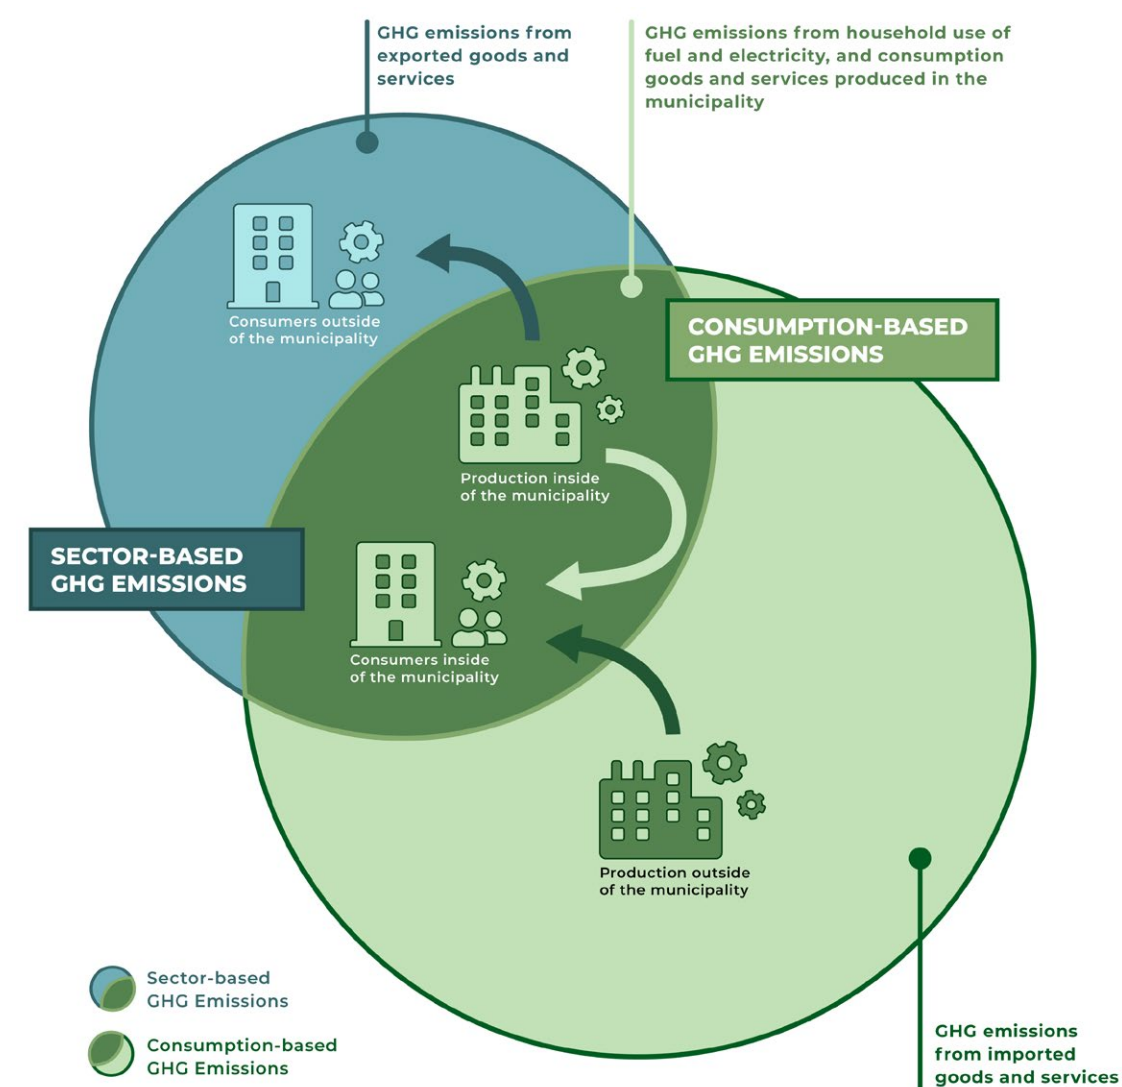 GHG emissions from
exported goods and
services
GHG emissions from household use of
fuel and electricity, and consumption
goods and services produced in the
municipality
Consumers outside
of the municipality
CONSUMPTION-BASED
GHG EMISSIONS
Production inside
of the municipality
SECTOR-BASED
GHG EMISSIONS
Consumers inside
of the municipality
Production outside
of the municipality
Sector-based
GHG Emissions
Consumption-based
GHG Emissions
GHG emissions
from imported
goods and services